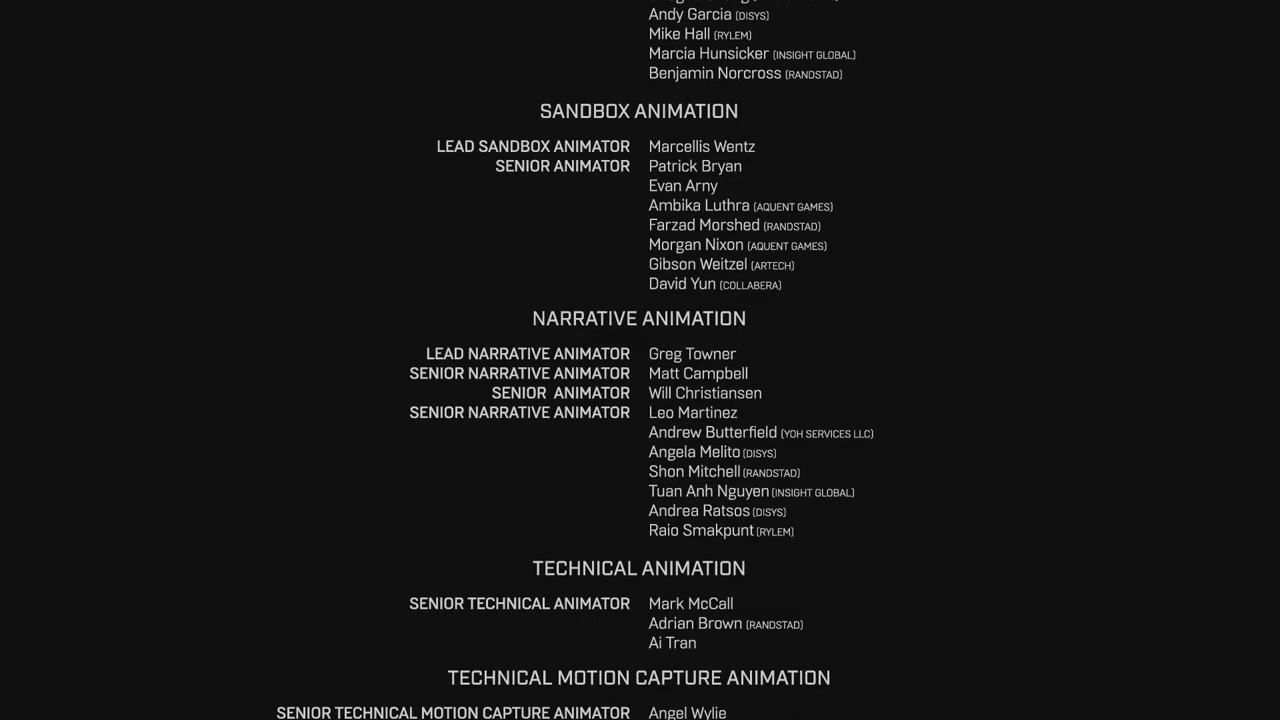 Andy Garcia (DISYS)
Mike Hall (RYLEM)
Marcia Hunsicker (INSIGHT GLOBAL)
Benjamin Norcross (RANDSTAD)
SANDBOX ANIMATION
LEAD SANDBOX ANIMATOR Marcellis Wentz
SENIOR ANIMATOR Patrick Bryan
Evan Arny
Ambika Luthra (AQUENT GAMES)
Farzad Morshed (RANDSTAD)
Morgan Nixon (AQUENT GAMES)
Gibson Weitzel (ARTECH)
David Yun (COLLABERA)
NARRATIVE ANIMATION
LEAD NARRATIVE ANIMATOR Greg Towner
SENIOR NARRATIVE ANIMATOR Matt Campbell
SENIOR ANIMATOR Will Christiansen
SENIOR NARRATIVE ANIMATOR Leo Martinez
Andrew Butterfield (YOH SERVICES LLC)
Angela Melito (DISYS)
Shon Mitchell (RANDSTAD)
Tuan Anh Nguyen (INSIGHT GLOBAL)
Andrea Ratsos (DISYS)
Raio Smakpunt (RYLEM)
TECHNICAL ANIMATION
SENIOR TECHNICAL ANIMATOR Mark McCall
Adrian Brown (RANDSTAD)
Ai Tran
TECHNICAL MOTION CAPTURE ANIMATION
SENIOR TECHNICAL MOTION CAPTURE ANIMATOR Angel Wylie